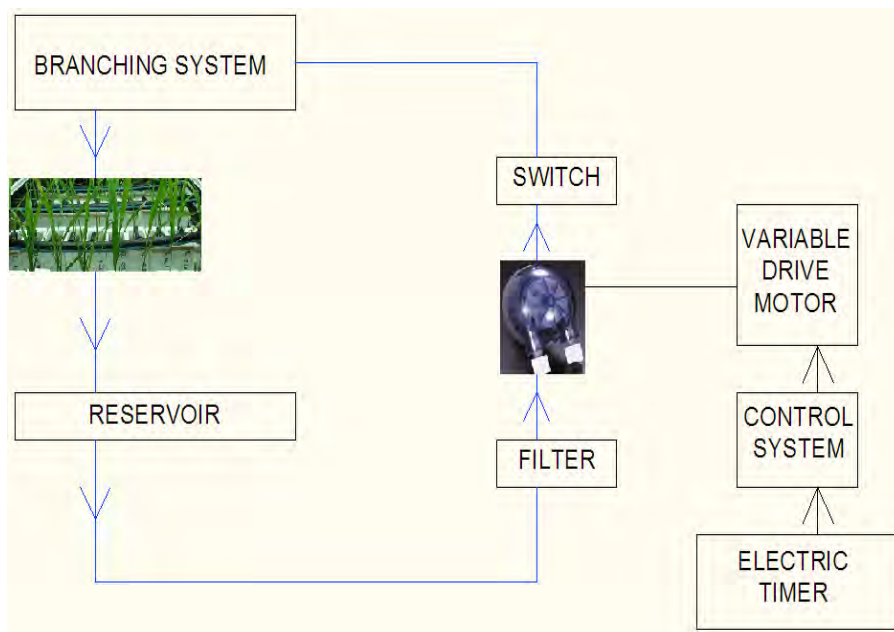 BRANCHING SYSTEM
SWITCH
VARIABLE
DRIVE
MOTOR
RESERVOIR
CONTROL
SYSTEM
FILTER
ELECTRIC
TIMER